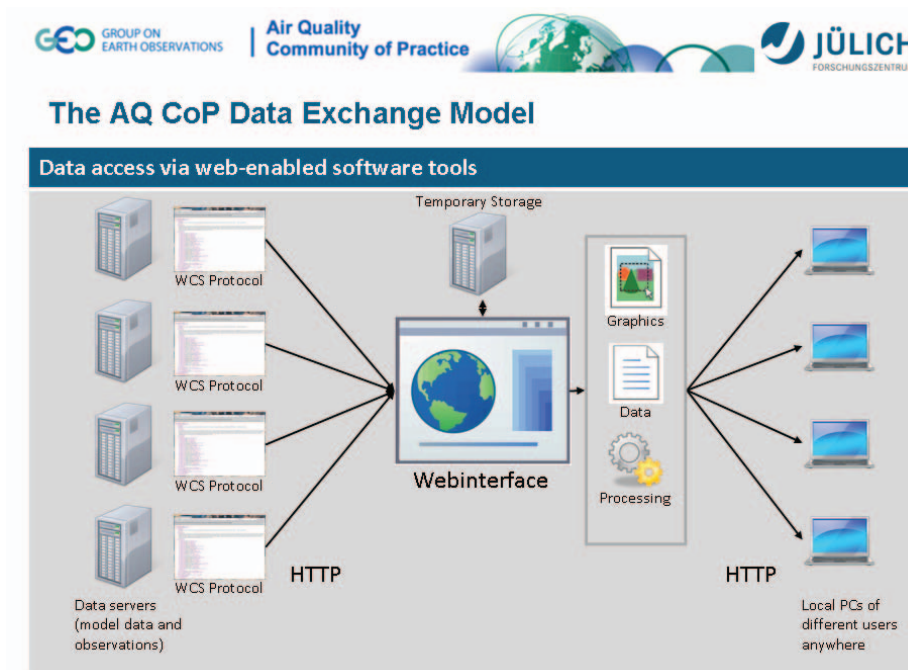 GEO GROUP ON
EARTH OBSERVATIONS
Air Quality
Community of Practice
JÜLICH
FORSCHUNGSZENTRUM
The AQ CoP Data Exchange Model
Data access via web-enabled software tools
Temporary Storage
WCS Protocol
Graphics
WCS Protocol
Data
WCS Protocol
Webinterface
Processing
WCS Protocol
HTTP
HTTP
Data servers
(model data and
observations)
Local PCs of
different users
anywhere